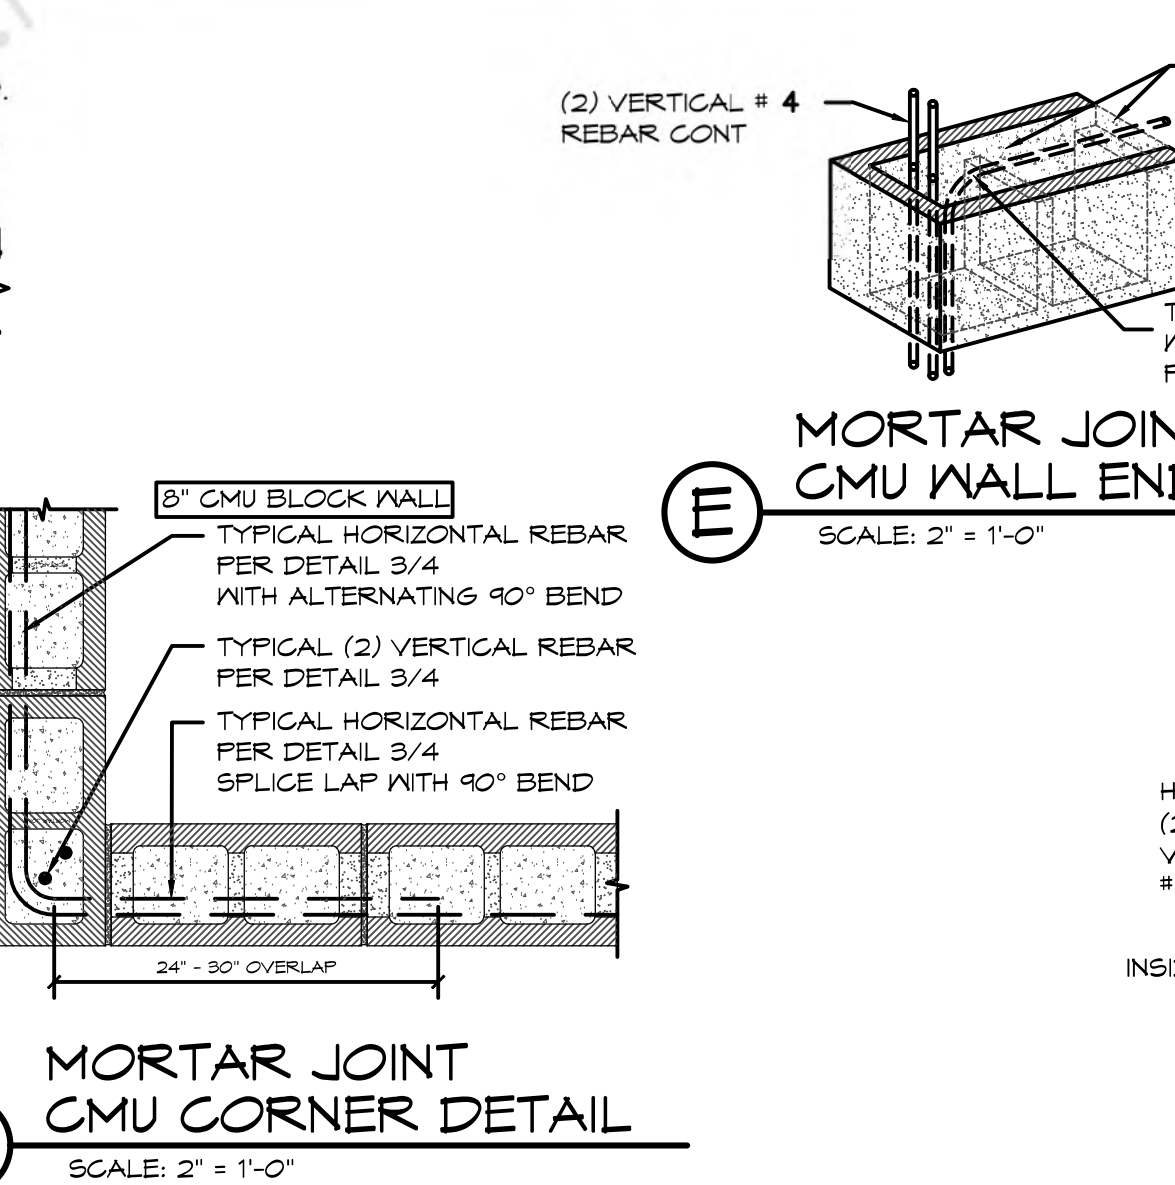 (2) VERTICAL # 4
REBAR CONT
MORTAR JOIN
CMU WALL EN
E
SCALE: 2" = 1'-0"
8" CMU BLOCK WALL
TYPICAL HORIZONTAL REBAR
PER DETAIL 3/4
WITH ALTERNATING 90° BEND
TYPICAL (2) VERTICAL REBAR
PER DETAIL 3/4
TYPICAL HORIZONTAL REBAR
PER DETAIL 3/4
SPLICE LAP WITH 90° BEND
24" - 30" OVERLAP
INSI
MORTAR JOINT
CMU CORNER DETAIL
SCALE: 2" = 1'-0"